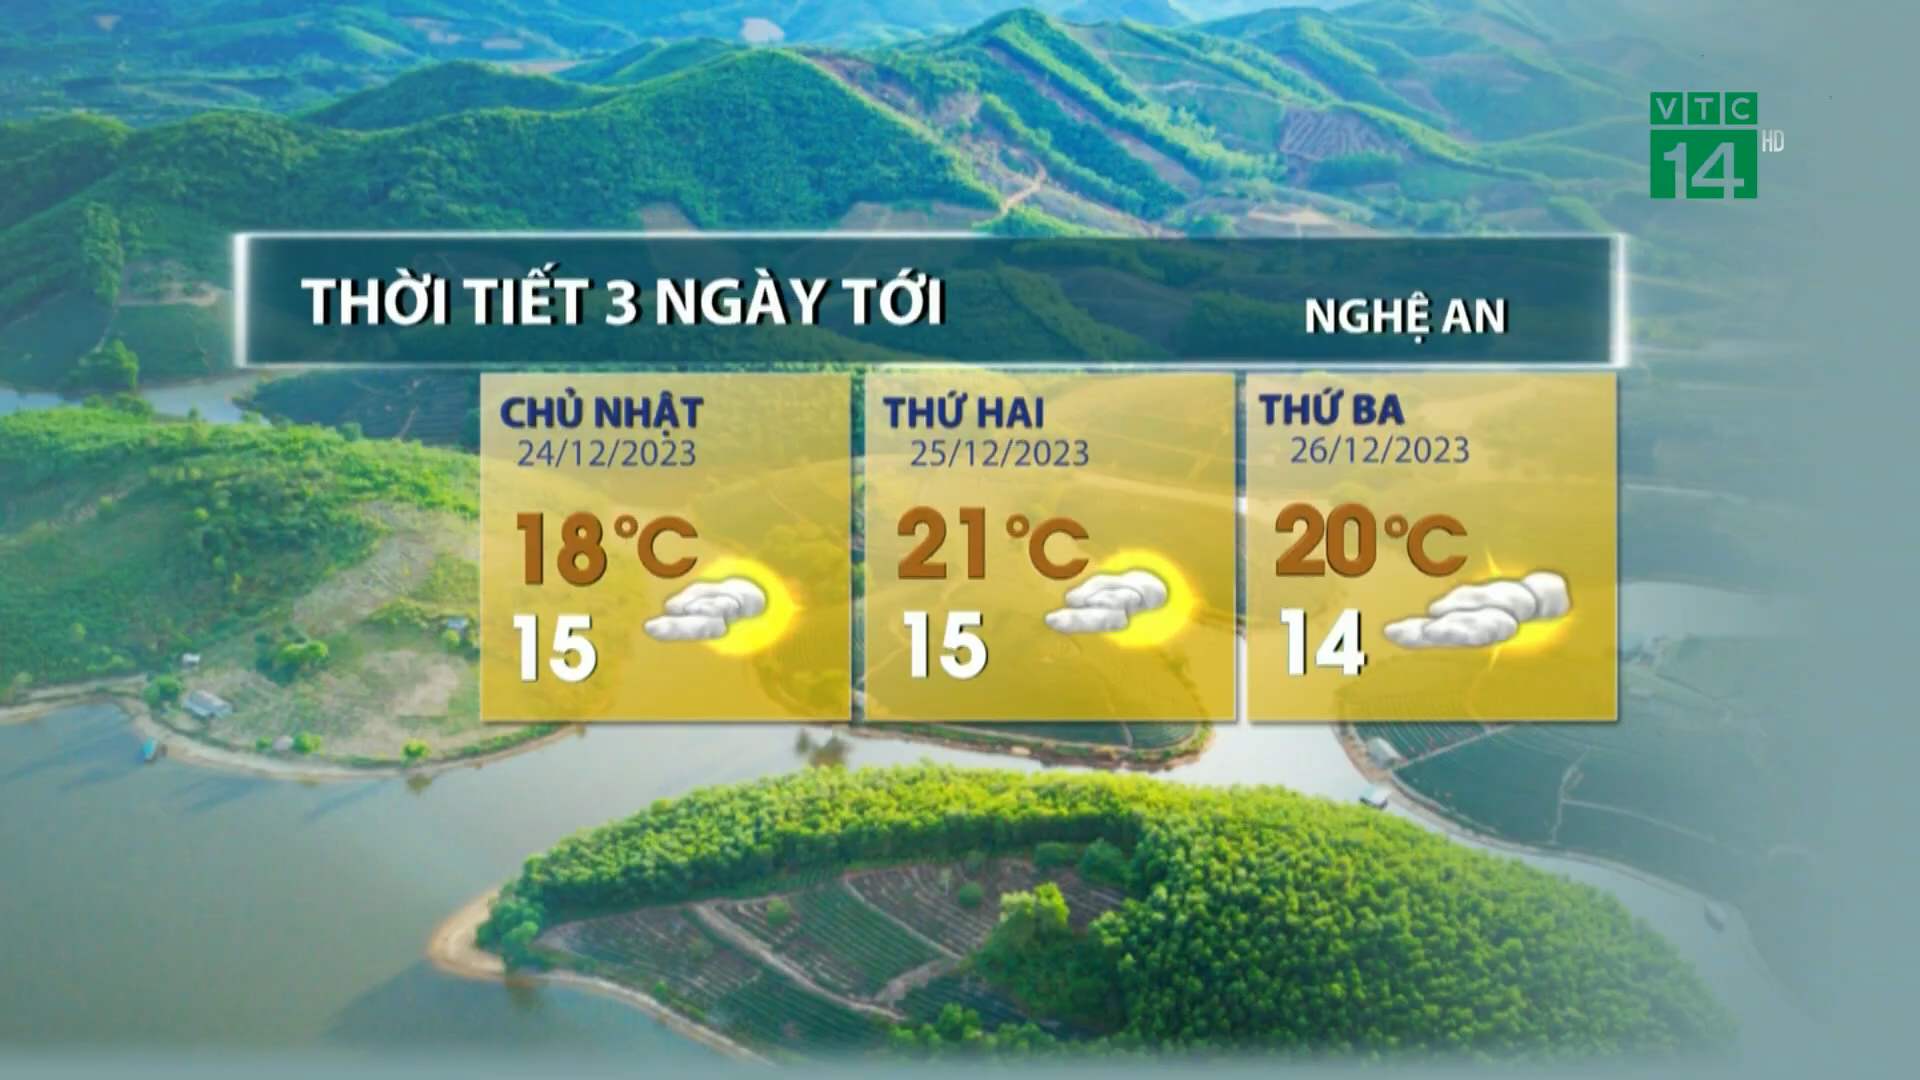 VTC
14 HD
THỜI TIẾT 3 NGÀY TỚI
NGHỆ AN
CHỦ NHẬT
24/12/2023
18°C
15
THỨ HAI
25/12/2023
21°C
15
THỨ BA
26/12/2023
20°C
14